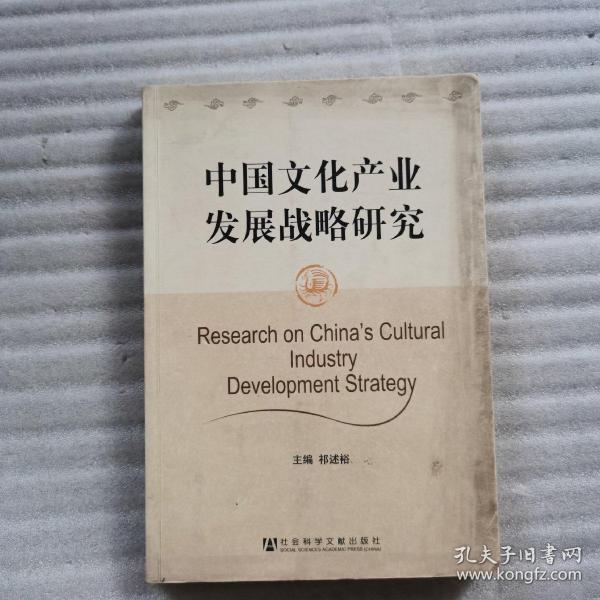 中国文化产业
发展战略研究
Research on China's Cultural
Industry
Development Strategy
主编 祁述裕
社会科学文献出版社
SOCIAL SCIENCES ACADEMIC PRESS (CHINA)
孔夫子旧书网
www.kongfz.com